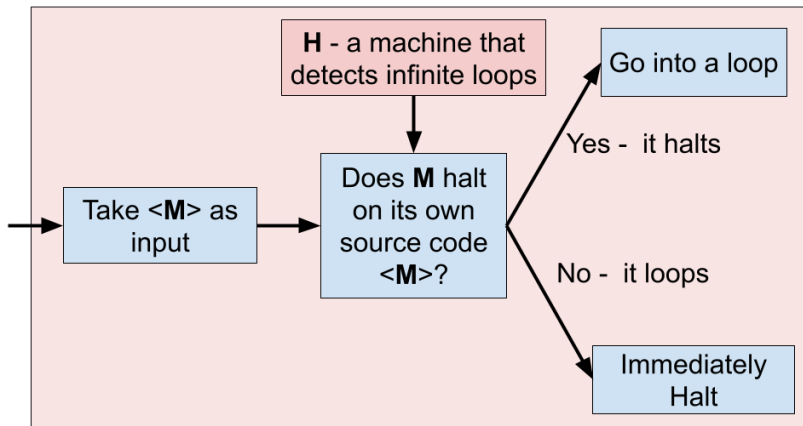 H - a machine that
detects infinite loops
Go into a loop
Yes -  it halts
Take <M> as
input
Does M halt
on its own
source code
<M>?
No -  it loops
Immediately
Halt